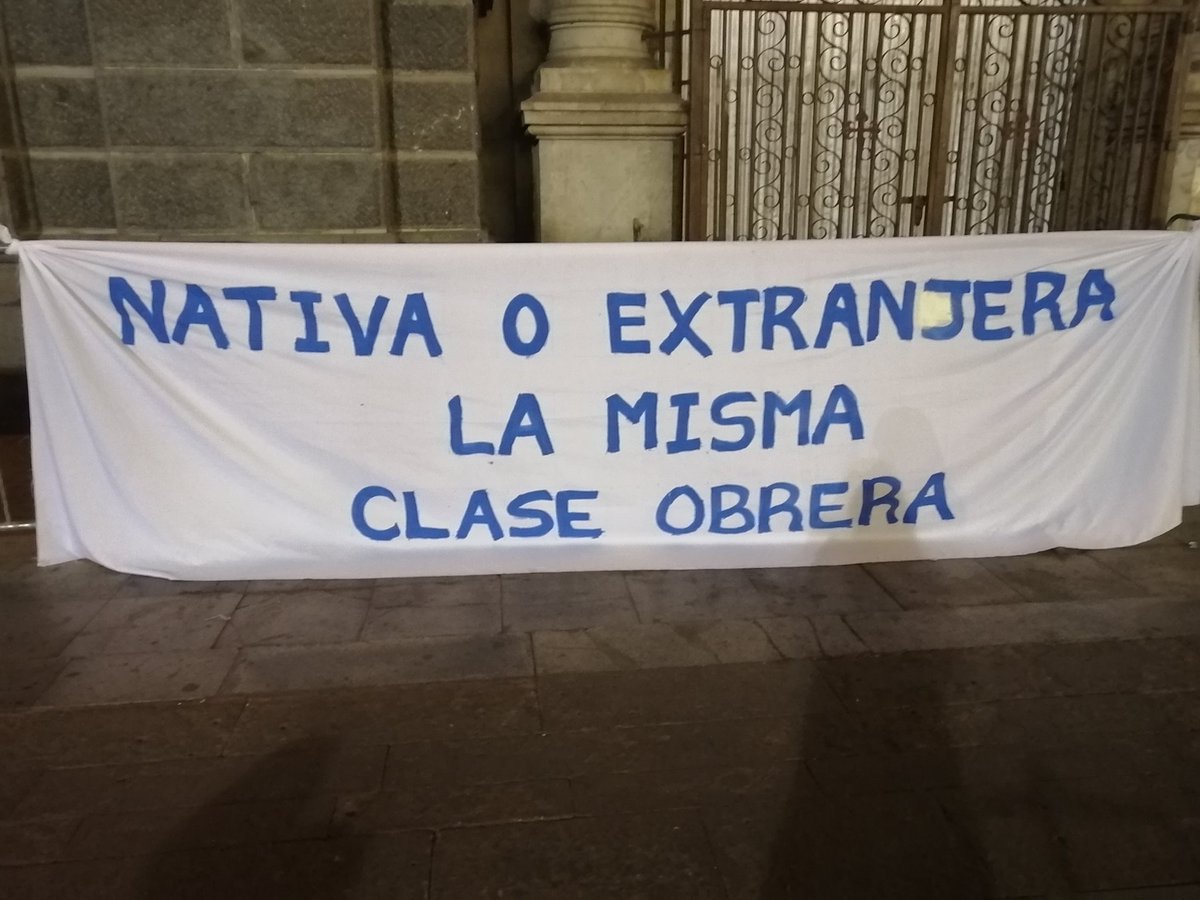 NATIVA O EXTRANJERA
LA MISMA
CLASE OBRERA